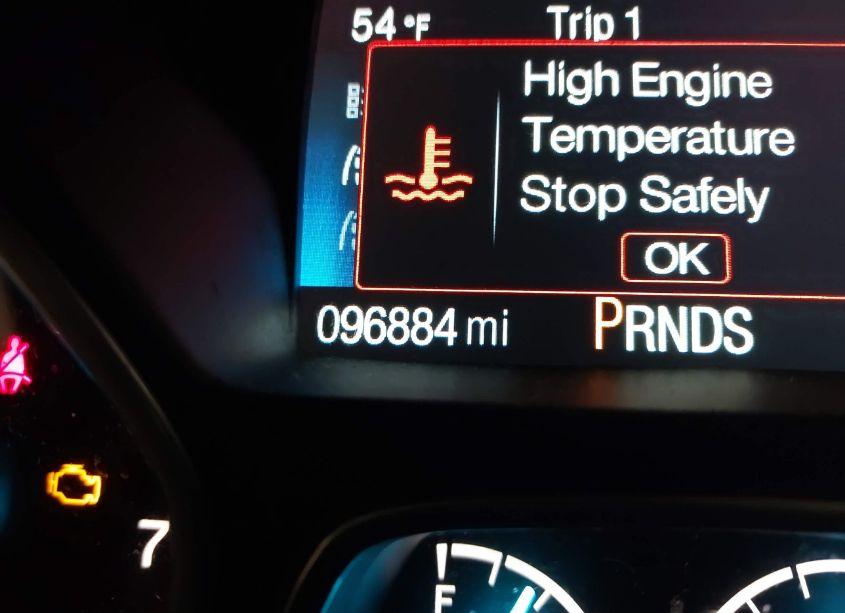 54 °F Trip 1
High Engine
Temperature
Stop Safely
OK
096884 mi PRNDS
7
F